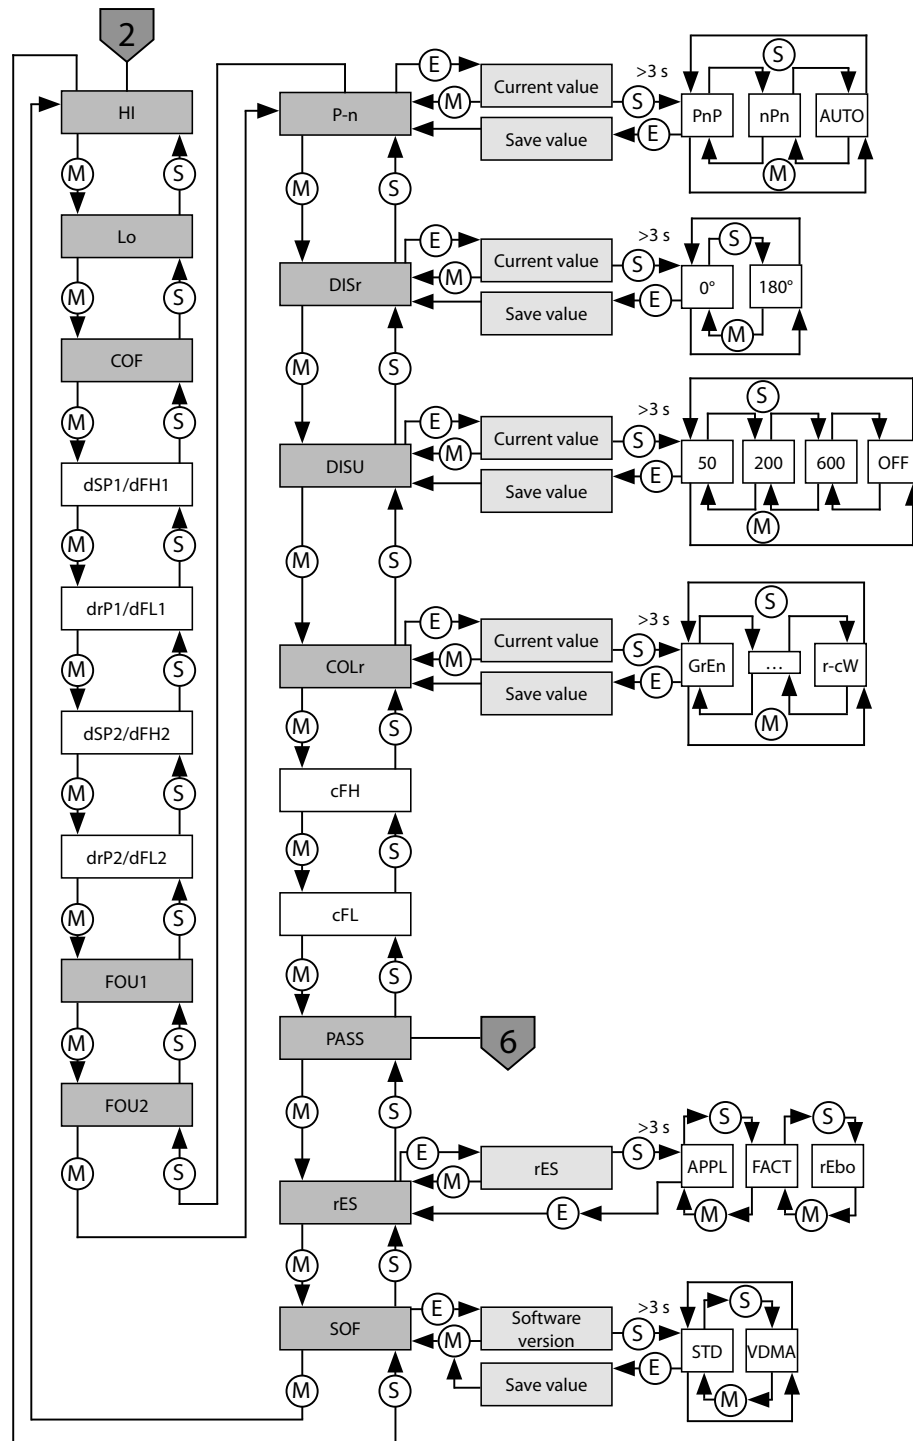 2
HI
M
S
Lo
M
S
COF
M
S
dSP1/dFH1
M
S
drP1/dFL1
M
S
dSP2/dFH2
M
S
drP2/dFL2
M
S
FOU1
M
S
FOU2
M
S
P-n
E
Current value
M
Save value
>3 s
S
E
S
PnP
nPn
AUTO
M
M
S
DISr
E
Current value
M
Save value
>3 s
S
E
S
0°
180°
M
M
S
DISU
E
Current value
M
Save value
>3 s
S
E
S
50
200
600
OFF
M
M
S
COLr
E
Current value
M
Save value
>3 s
S
E
S
GrEn
...
r-cW
M
M
S
cFH
M
S
cFL
M
S
PASS
6
M
S
rES
E
rES
M
>3 s
S
E
S
S
APPL
FACT
rEbo
M
M
M
S
SOF
E
Software
version
M
Save value
>3 s
S
E
S
STD
VDMA
M
M
S